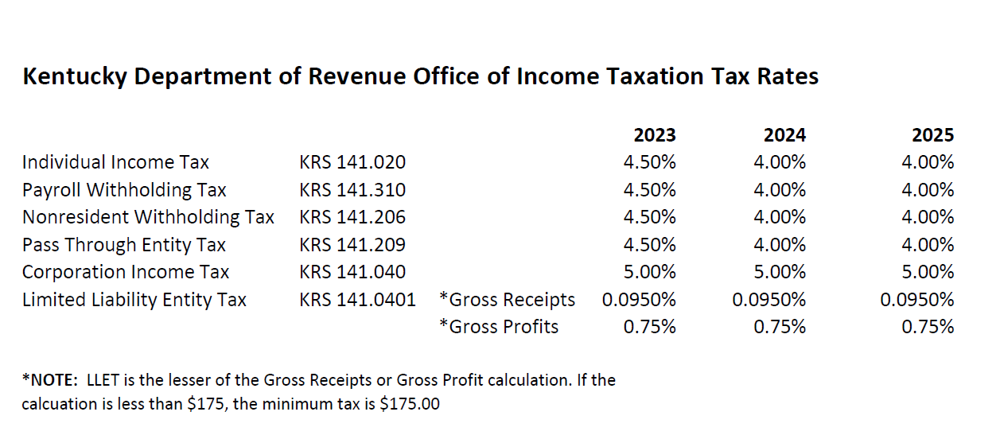 Kentucky Department of Revenue Office of Income Taxation Tax Rates
2023 2024 2025
Individual Income Tax KRS 141.020 4.50% 4.00% 4.00%
Payroll Withholding Tax KRS 141.310 4.50% 4.00% 4.00%
Nonresident Withholding Tax KRS 141.206 4.50% 4.00% 4.00%
Pass Through Entity Tax KRS 141.209 4.50% 4.00% 4.00%
Corporation Income Tax KRS 141.040 5.00% 5.00% 5.00%
Limited Liability Entity Tax KRS 141.0401 *Gross Receipts 0.0950% 0.0950% 0.0950%
*Gross Profits 0.75% 0.75% 0.75%
*NOTE: LLET is the lesser of the Gross Receipts or Gross Profit calculation. If the
calcuation is less than $175, the minimum tax is $175.00